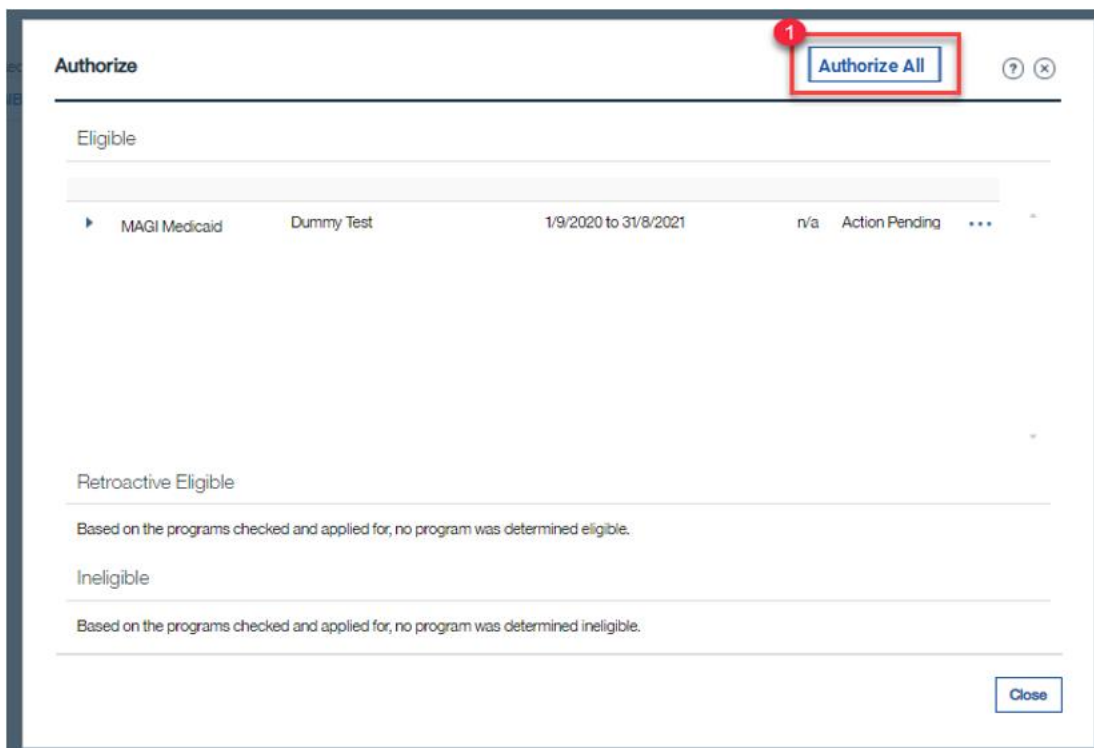 1
Authorize
Authorize All
?
Eligible
MAGI Medicaid Dummy Test 1/9/2020 to 31/8/2021 n/a Action Pending ...
Retroactive Eligible
Based on the programs checked and applied for, no program was determined eligible.
Ineligible
Based on the programs checked and applied for, no program was determined ineligible.
Close